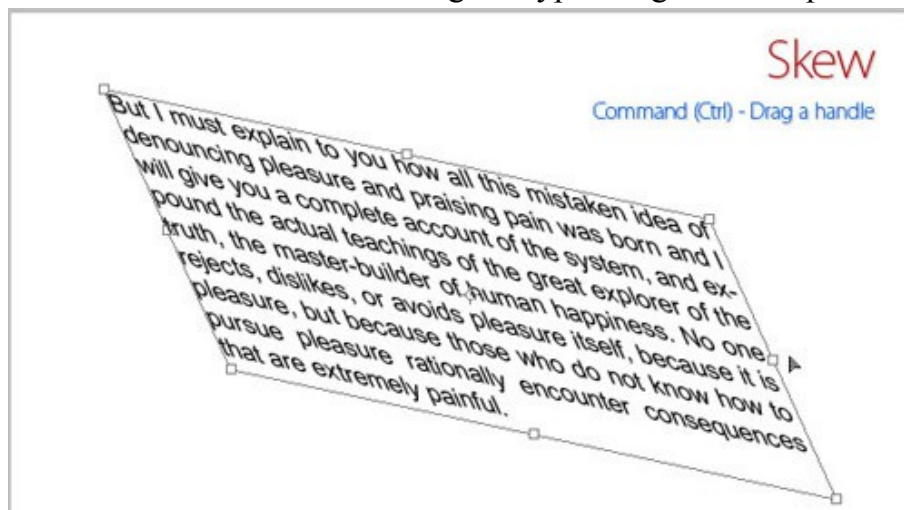 Skew
Command (Ctrl) - Drag a handle
But I must explain to you how all this mistaken idea of
denouncing pleasure and praising pain was born and I
will give you a complete account of the system, and ex-
pound the actual teachings of the great explorer of the
truth, the master-builder of human happiness. No one
rejects, dislikes, or avoids pleasure itself, because it is
pleasure, but because those who do not know how to
pursue pleasure rationally encounter consequences
that are extremely painful.